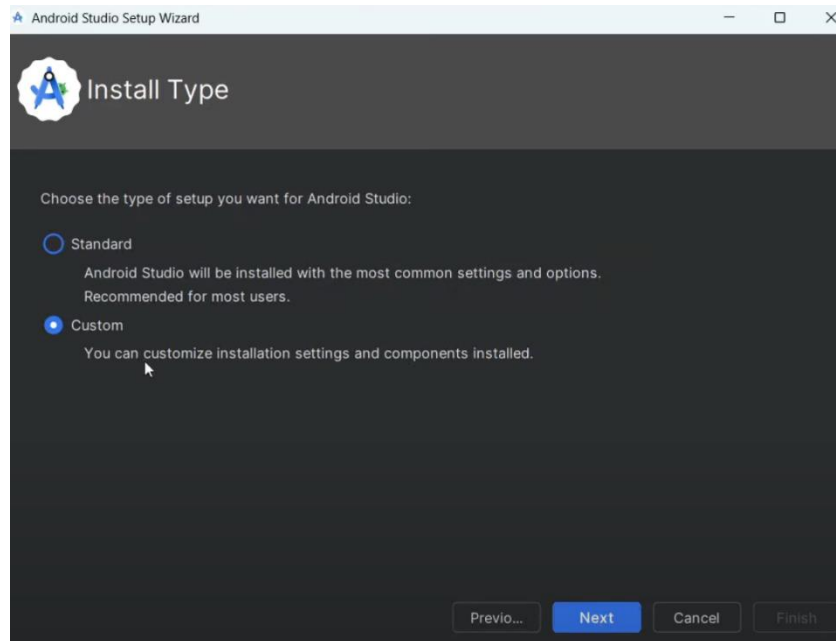 Android Studio Setup Wizard
Install Type
Choose the type of setup you want for Android Studio:
Standard
Android Studio will be installed with the most common settings and options.
Recommended for most users.
Custom
You can customize installation settings and components installed.
Previo... Next Cancel Finish